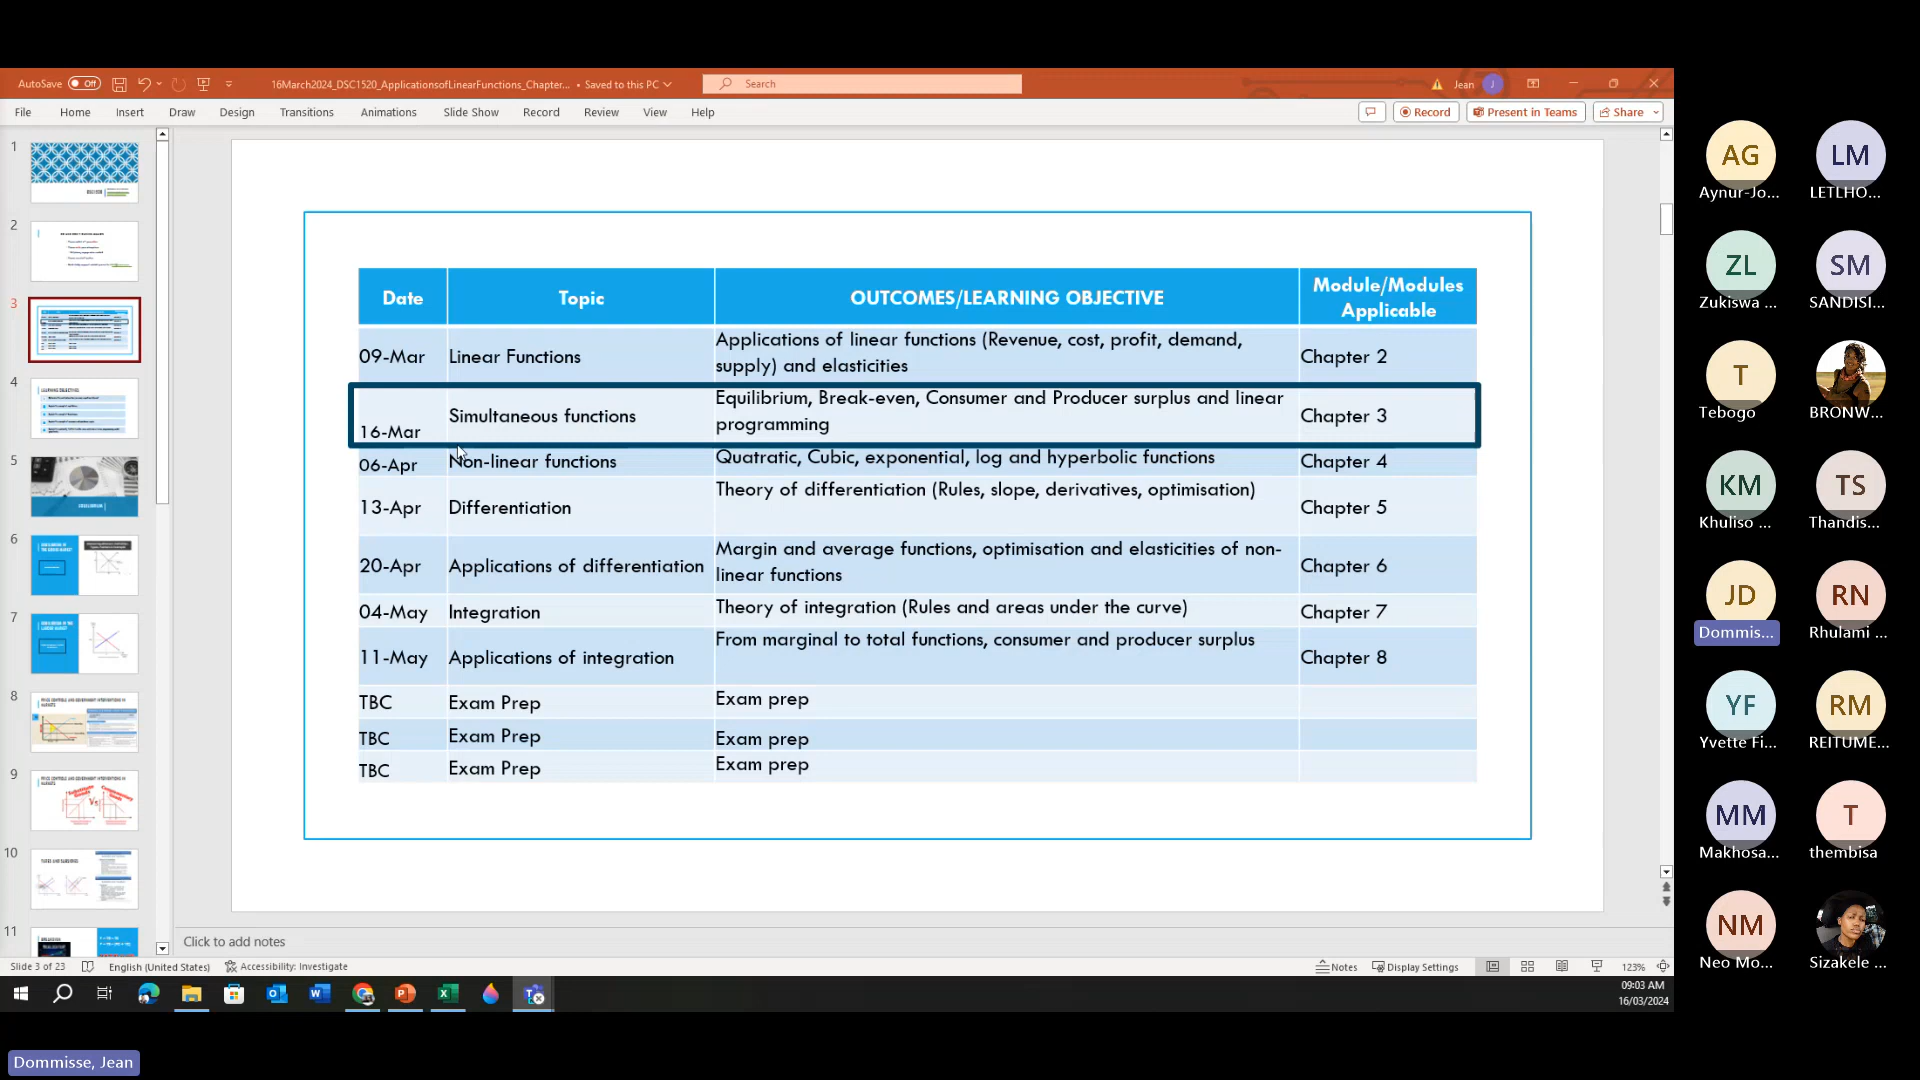 AutoSave Off
16March2024_DSC1520_ApplicationsofLinearFunctions_Chapter... • Saved to this PC
Search
Jean J
File Home Insert Draw Design Transitions Animations Slide Show Record Review View Help
Record Present in Teams Share
1
2
3
4
5
6
7
8
9
10
11
Date Topic OUTCOMES/LEARNING OBJECTIVE Module/Modules
Applicable
09-Mar Linear Functions Applications of linear functions (Revenue, cost, profit, demand,
supply) and elasticities Chapter 2
16-Mar Simultaneous functions Equilibrium, Break-even, Consumer and Producer surplus and linear
programming Chapter 3
06-Apr Non-linear functions Quatratic, Cubic, exponential, log and hyperbolic functions Chapter 4
13-Apr Differentiation Theory of differentiation (Rules, slope, derivatives, optimisation) Chapter 5
20-Apr Applications of differentiation Margin and average functions, optimisation and elasticities of non-
linear functions Chapter 6
04-May Integration Theory of integration (Rules and areas under the curve) Chapter 7
11-May Applications of integration From marginal to total functions, consumer and producer surplus Chapter 8
TBC Exam Prep Exam prep
TBC Exam Prep Exam prep
TBC Exam Prep Exam prep
Click to add notes
Slide 3 of 23 English (United States) Accessibility: Investigate
Notes Display Settings 123%
09:03 AM
16/03/2024
Dommisse, Jean
AG LM
Aynur-Jo... LETLHO...
ZL SM
Zukiswa ... SANDISI...
T
Tebogo BRONW...
KM TS
Khuliso ... Thandis...
JD RN
Dommis... Rhulami ...
YF RM
Yvette Fi... REITUME...
MM T
Makhosa... thembisa
NM
Neo Mo... Sizakele ...